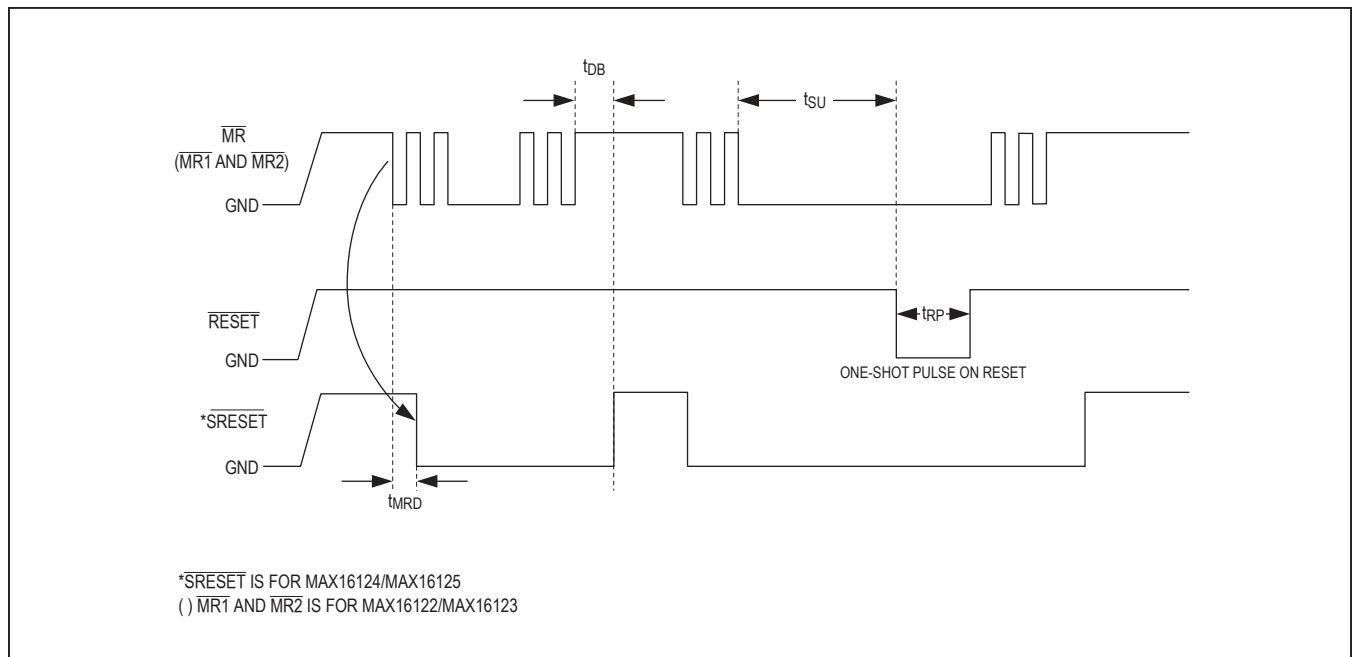 tDB
tSU
MR
(MR1 AND MR2)
GND
RESET
GND
tRP
ONE-SHOT PULSE ON RESET
*SRESET
GND
tMRD
*SRESET IS FOR MAX16124/MAX16125
( ) MR1 AND MR2 IS FOR MAX16122/MAX16123